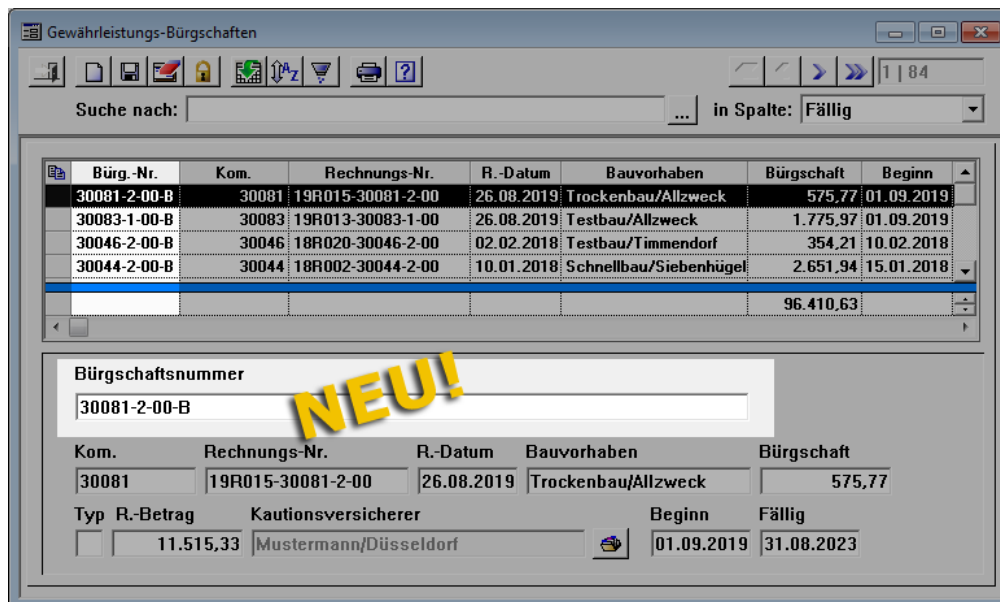 Gewährleistungs-Bürgschaften
1 | 84
Suche nach: ... in Spalte: Fällig
Bürg.-Nr. Kom. Rechnungs-Nr. R.-Datum Bauvorhaben Bürgschaft Beginn
30081-2-00-B 30081 19R015-30081-2-00 26.08.2019 Trockenbau/Allzweck 575,77 01.09.2019
30083-1-00-B 30083 19R013-30083-1-00 26.08.2019 Testbau/Allzweck 1.775,97 01.09.2019
30046-2-00-B 30046 18R020-30046-2-00 02.02.2018 Testbau/Timmendorf 354,21 10.02.2018
30044-2-00-B 30044 18R002-30044-2-00 10.01.2018 Schnellbau/Siebenhügel 2.651,94 15.01.2018
96.410,63
Bürgschaftsnummer
30081-2-00-B
NEU!
Kom. Rechnungs-Nr. R.-Datum Bauvorhaben Bürgschaft
30081 19R015-30081-2-00 26.08.2019 Trockenbau/Allzweck 575,77
Typ R.-Betrag Kautionsversicherer Beginn Fällig
11.515,33 Mustermann/Düsseldorf 01.09.2019 31.08.2023